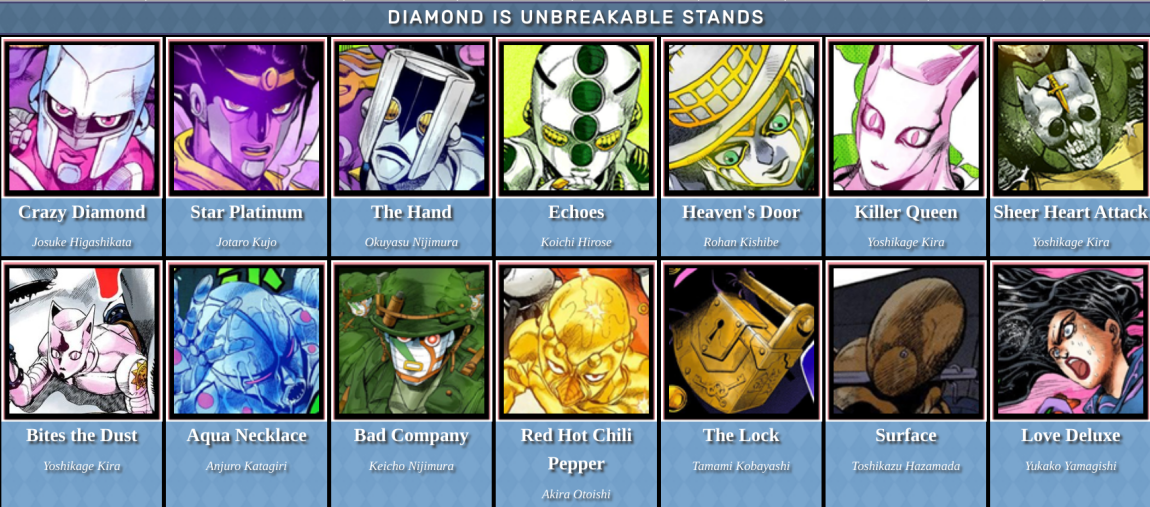 DIAMOND IS UNBREAKABLE STANDS
Crazy Diamond
Josuke Higashikata
Star Platinum
Jotaro Kujo
The Hand
Okuyasu Nijimura
Echoes
Koichi Hirose
Heaven's Door
Rohan Kishibe
Killer Queen
Yoshikage Kira
Sheer Heart Attack
Yoshikage Kira
Bites the Dust
Yoshikage Kira
Aqua Necklace
Anjuro Katagiri
Bad Company
Keicho Nijimura
Red Hot Chili
Pepper
Akira Otoishi
The Lock
Tamami Kobayashi
Surface
Toshikazu Hazamada
Love Deluxe
Yukako Yamagishi